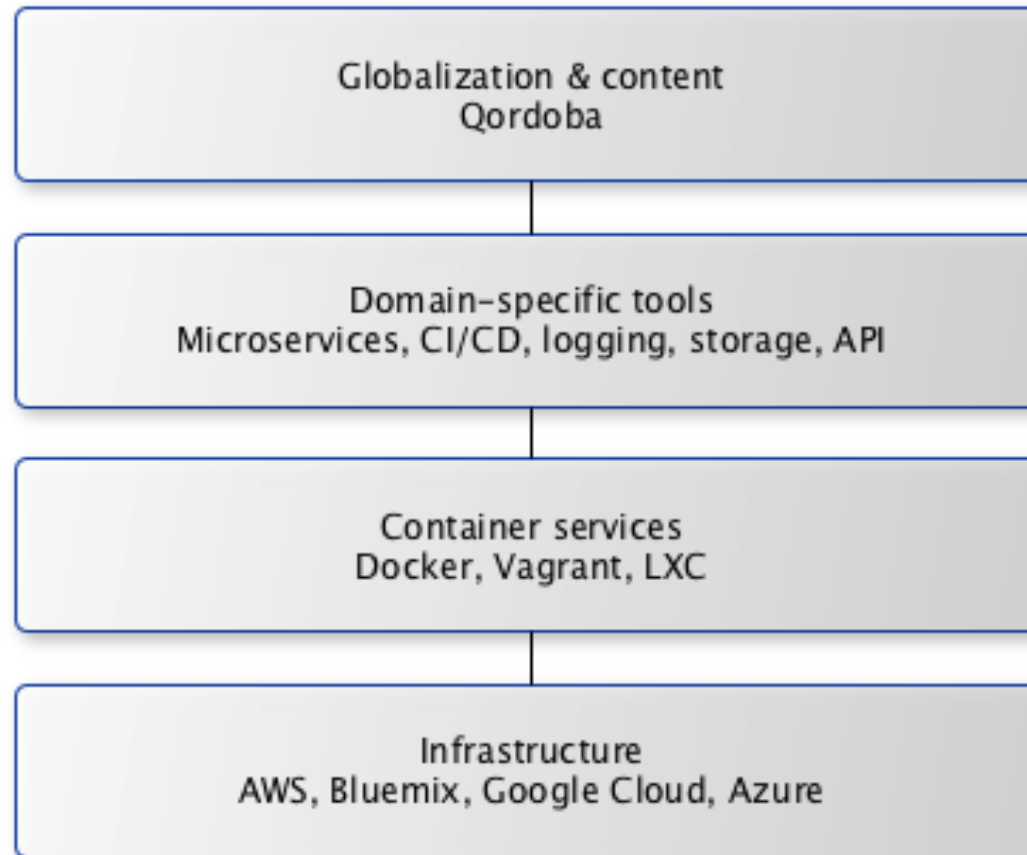 Globalization & content
Qordoba
Domain-specific tools
Microservices, CI/CD, logging, storage, API
Container services
Docker, Vagrant, LXC
Infrastructure
AWS, Bluemix, Google Cloud, Azure